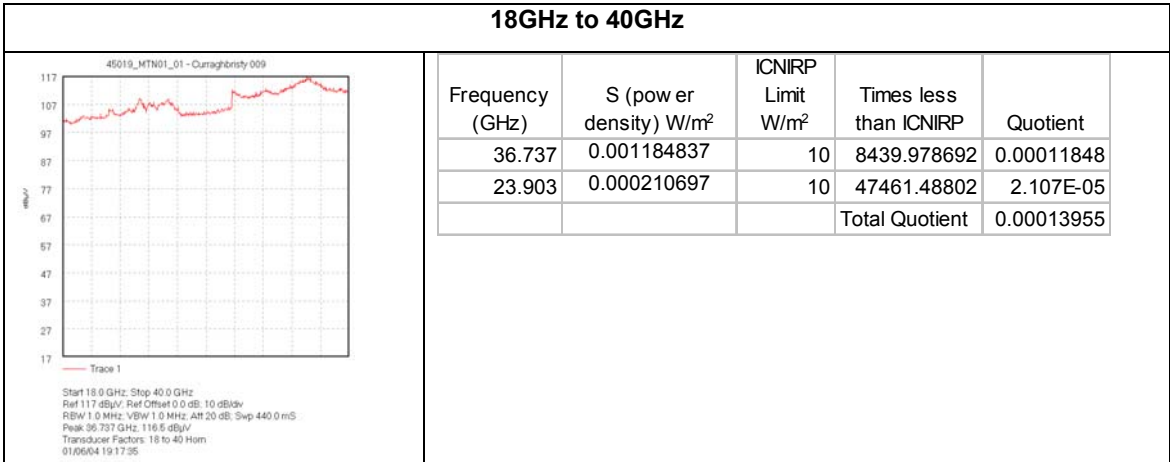 18GHz to 40GHz
45019_MTN01_01 - Curraghbristy 009
117
107
97
87
77
67
57
47
37
27
17
dBµV
Trace 1
Start 18.0 GHz; Stop 40.0 GHz
Ref 117 dBµV; Ref Offset 0.0 dB; 10 dB/div
RBW 1.0 MHz; VBW 1.0 MHz; Att 20 dB; Swp 440.0 mS
Peak 36.737 GHz, 116.5 dBµV
Transducer Factors: 18 to 40 Horn
01/06/04 19:17:35
Frequency (GHz) S (pow er density) W/m² ICNIRP Limit W/m² Times less than ICNIRP Quotient
36.737 0.001184837 10 8439.978692 0.00011848
23.903 0.000210697 10 47461.48802 2.107E-05
Total Quotient 0.00013955